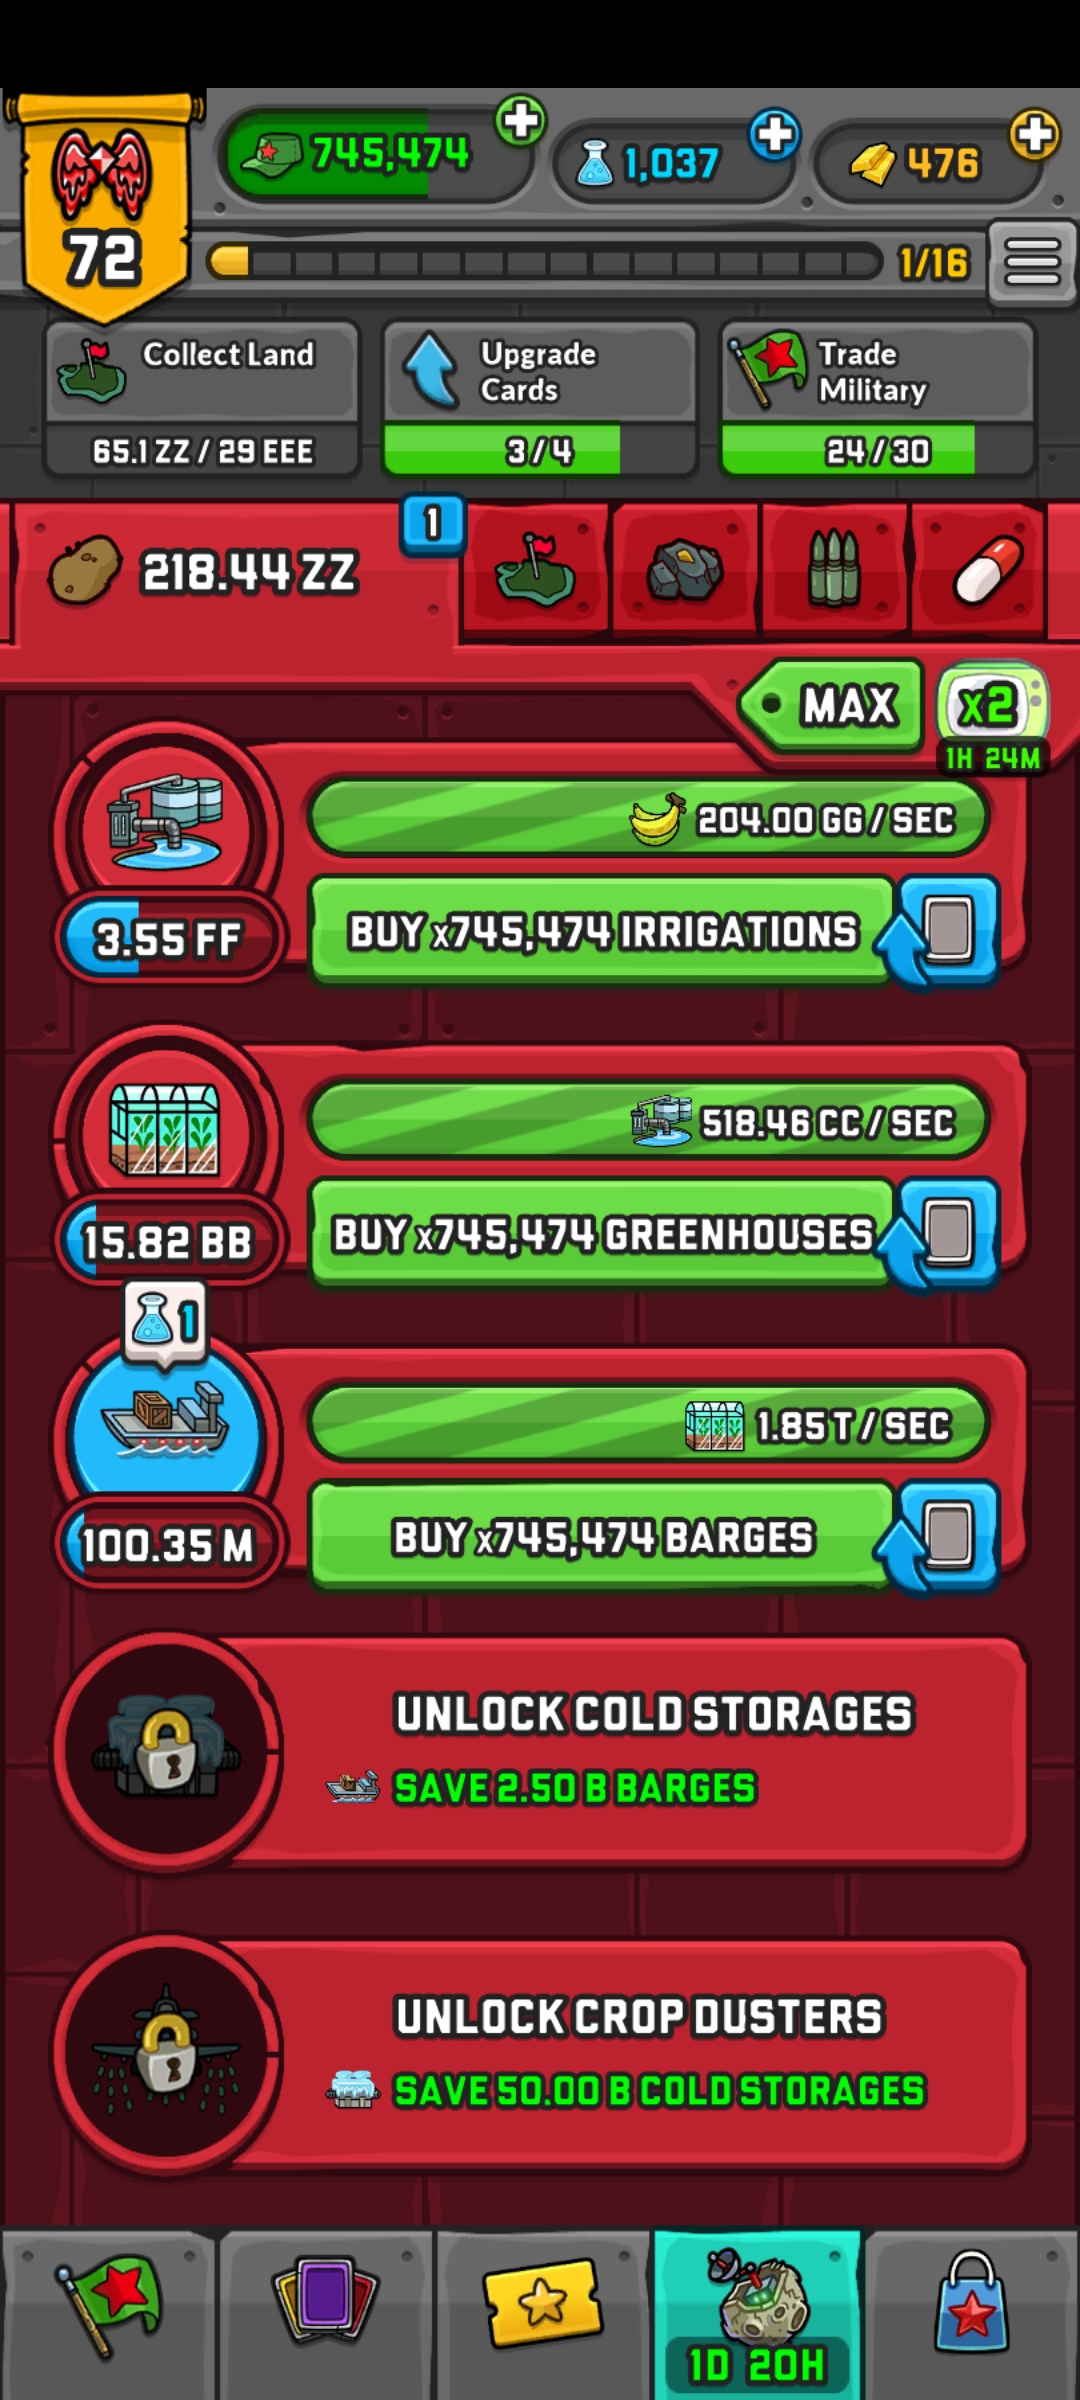 745,474
1,037
476
72
1/16
Collect Land
65.1 ZZ / 29 EEE
Upgrade
Cards
3/4
Trade
Military
24/30
218.44 ZZ
1
MAX
x2
1H 24M
204.00 GG / SEC
3.55 FF
BUY x745,474 IRRIGATIONS
518.46 CC / SEC
15.82 BB
BUY x745,474 GREENHOUSES
1
1.85 T / SEC
100.35 M
BUY x745,474 BARGES
UNLOCK COLD STORAGES
SAVE 2.50 B BARGES
UNLOCK CROP DUSTERS
SAVE 50.00 B COLD STORAGES
1D 20H